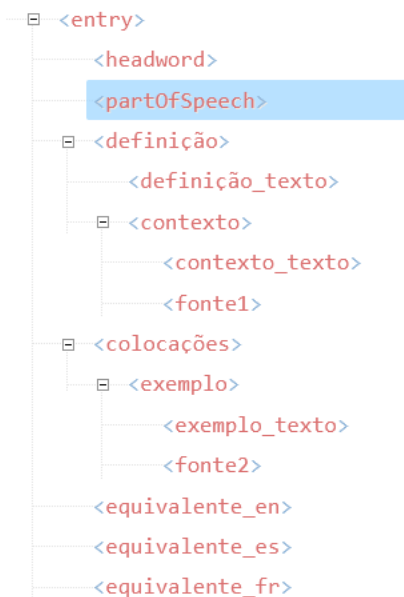 <entry>
<headword>
<partOfSpeech>
<definição>
<definição_texto>
<contexto>
<contexto_texto>
<fonte1>
<colocações>
<exemplo>
<exemplo_texto>
<fonte2>
<equivalente_en>
<equivalente_es>
<equivalente_fr>